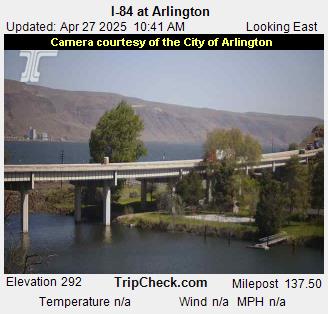 I-84 at Arlington
Updated: Apr 27 2025 10:41 AM Looking East
Camera courtesy of the City of Arlington
Elevation 292 TripCheck.com Milepost 137.50
Temperature n/a Wind n/a MPH n/a